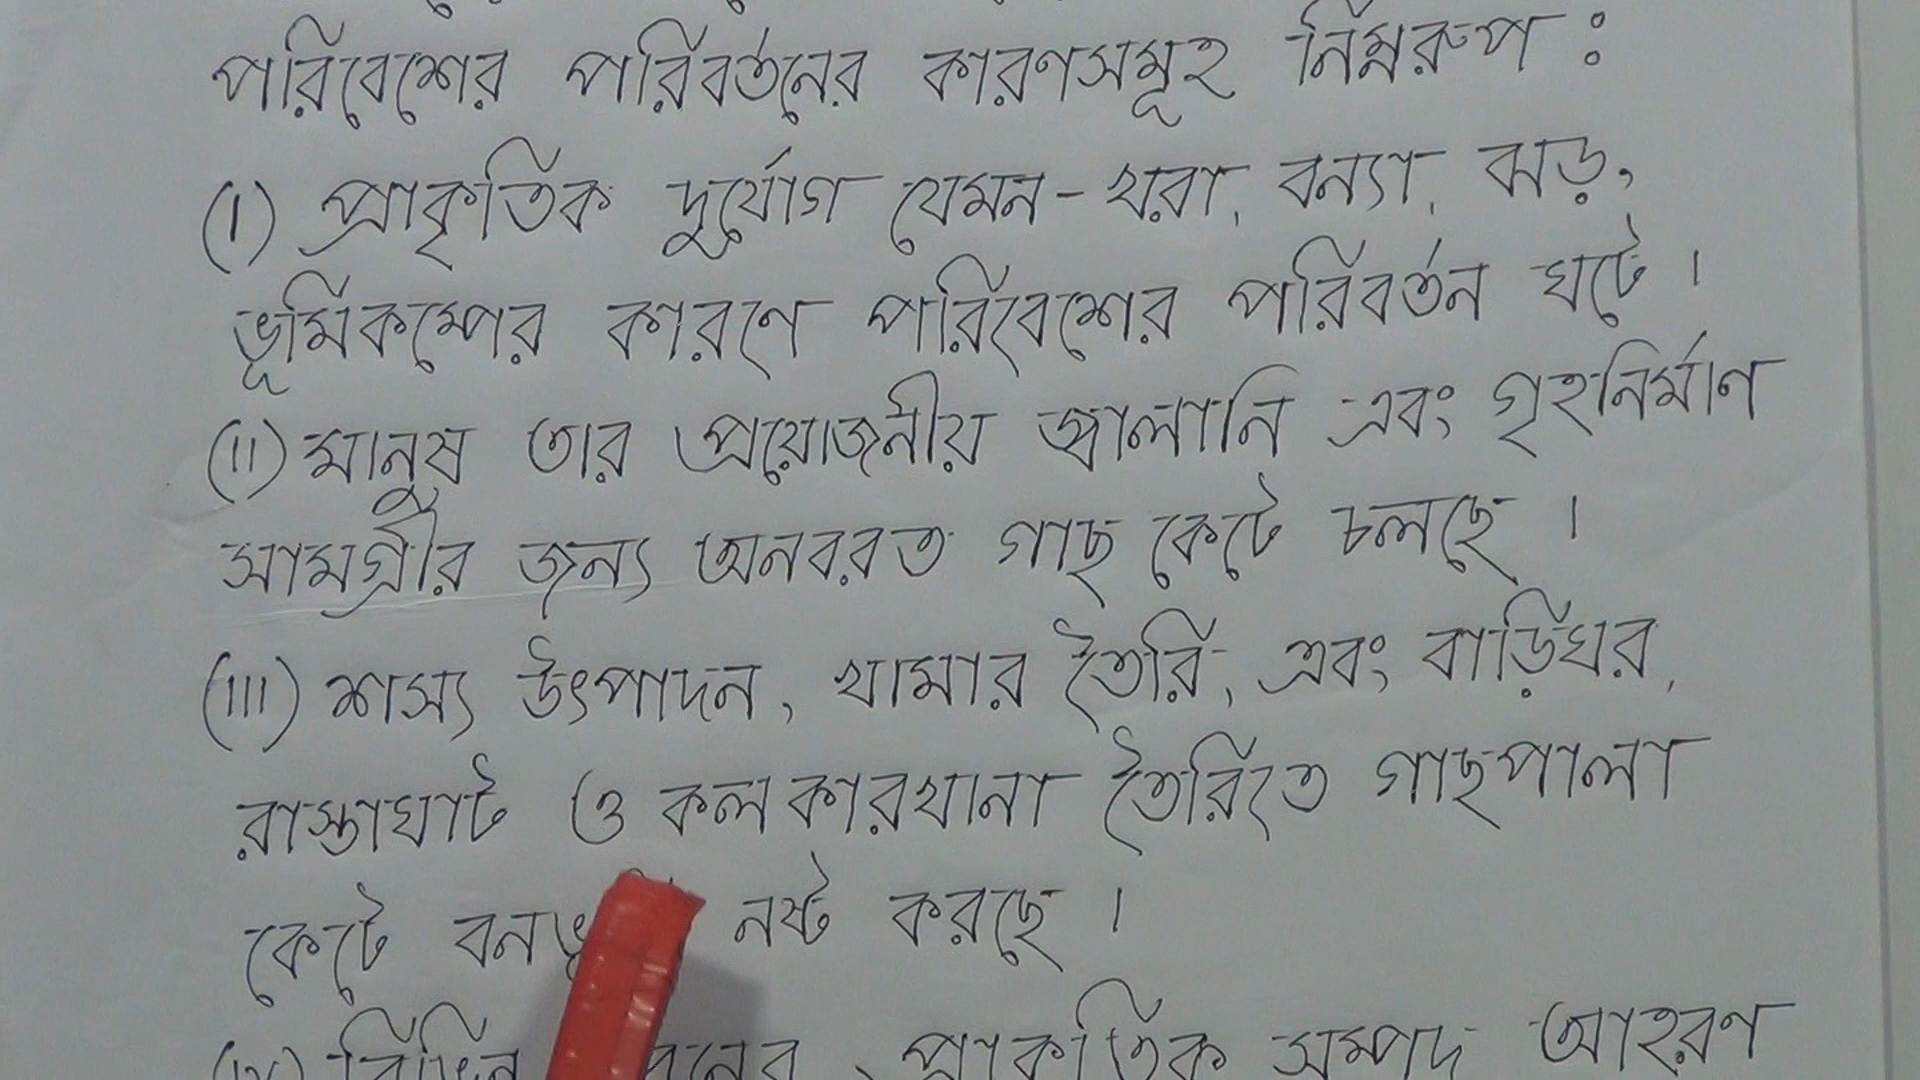 পরিবেশের পরিবর্তনের কারণসমূহ নিম্নরুপ :
(i) প্রাকৃতিক দুর্যোগ যেমন - খরা, বন্যা, ঝড়,
ভূমিকম্পের কারণে পরিবেশের পরিবর্তন ঘটে ।
(ii) মানুষ তার প্রয়োজনীয় জ্বালানি এবং গৃহনির্মাণ
সামগ্রীর জন্য অনবরত গাছ কেটে চলছে ।
(iii) শস্য উৎপাদন, খামার তৈরি, এবং বাড়িঘর,
রাস্তাঘাট ও কলকারখানা তৈরিতে গাছপালা
কেটে নষ্ট করছে ।
(iv) বিভিন্ন প্রাকৃতিক সম্পদ আহরণ